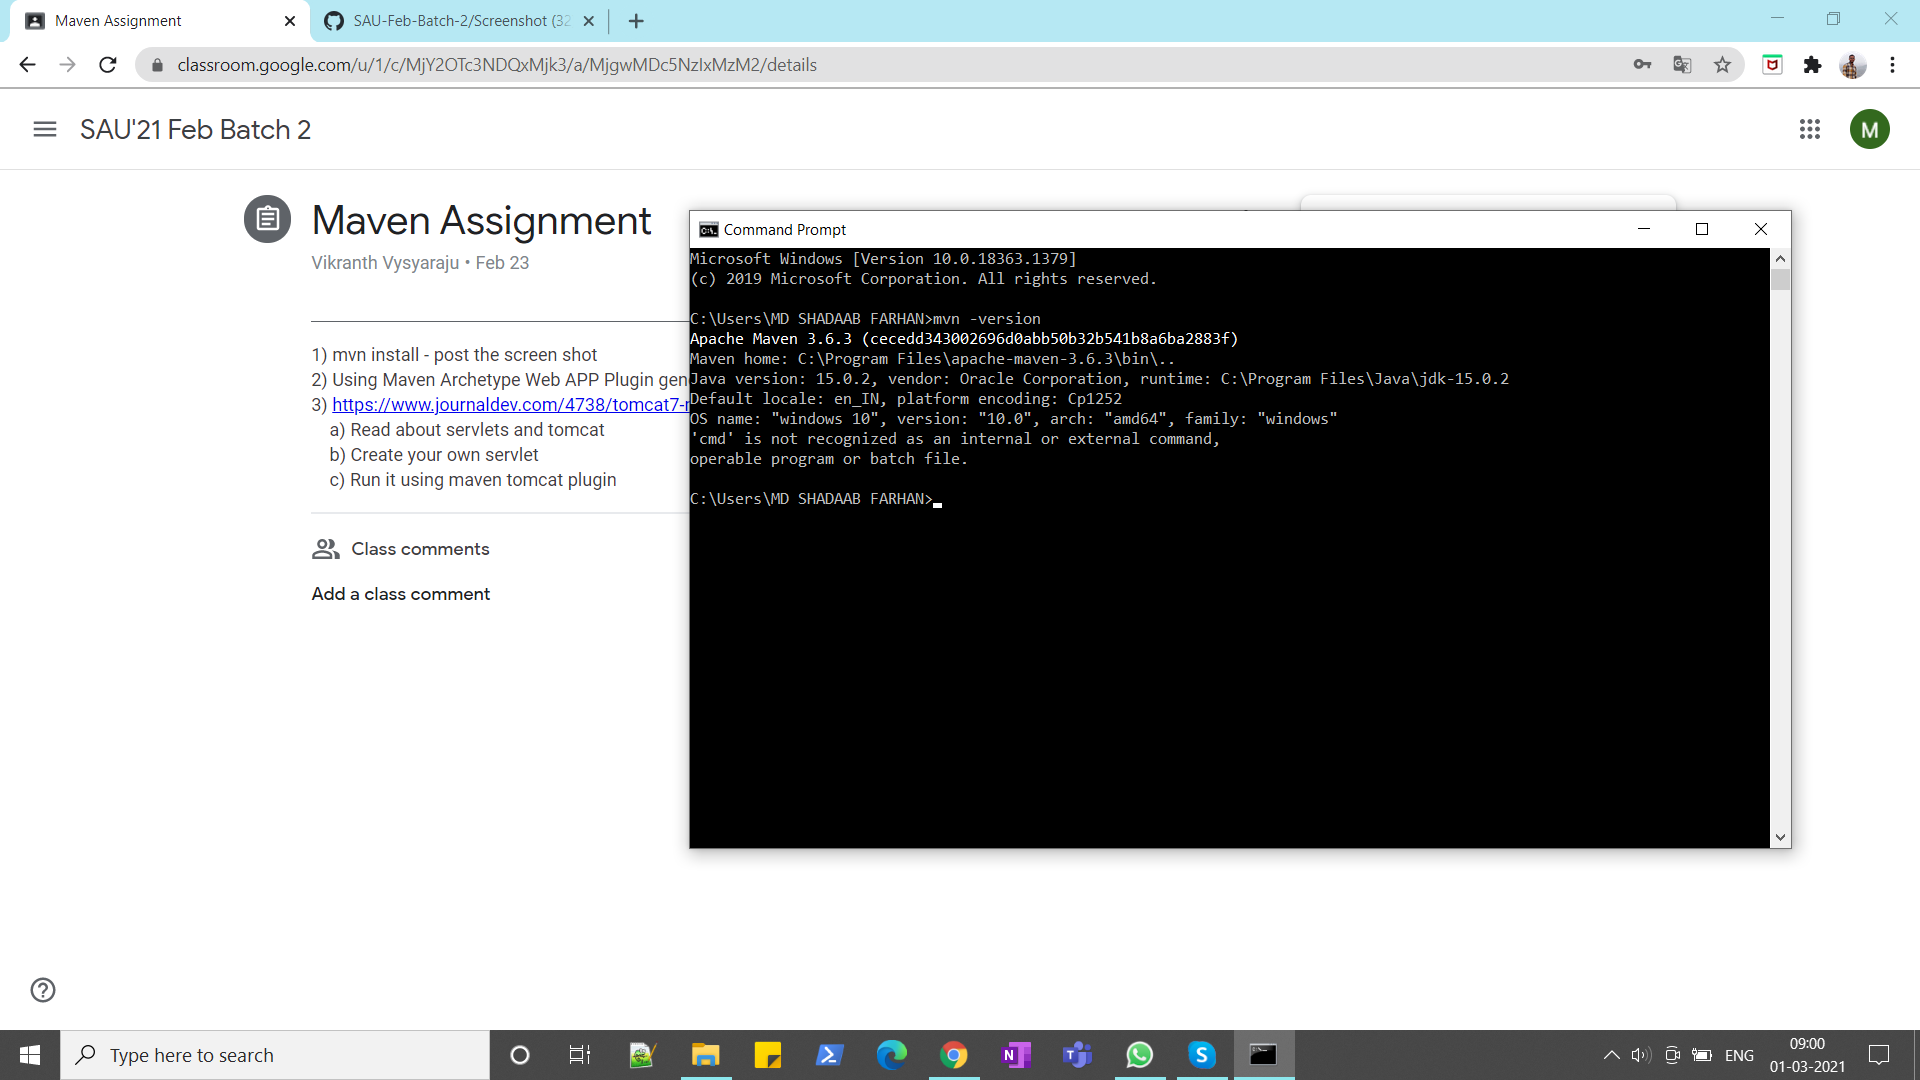 Maven Assignment
SAU-Feb-Batch-2/Screenshot (32
classroom.google.com/u/1/c/MjY2OTc3NDQxMjk3/a/MjgwMDc5NzIxMzM2/details
SAU'21 Feb Batch 2
M
Maven Assignment
Vikranth Vysyaraju • Feb 23
1) mvn install - post the screen shot
2) Using Maven Archetype Web APP Plugin gen
3) https://www.journaldev.com/4738/tomcat7-
a) Read about servlets and tomcat
b) Create your own servlet
c) Run it using maven tomcat plugin
Class comments
Add a class comment
Command Prompt
Microsoft Windows [Version 10.0.18363.1379]
(c) 2019 Microsoft Corporation. All rights reserved.
C:\Users\MD SHADAAB FARHAN>mvn -version
Apache Maven 3.6.3 (cecedd343002696d0abb50b32b541b8a6ba2883f)
Maven home: C:\Program Files\apache-maven-3.6.3\bin\..
Java version: 15.0.2, vendor: Oracle Corporation, runtime: C:\Program Files\Java\jdk-15.0.2
Default locale: en_IN, platform encoding: Cp1252
OS name: "windows 10", version: "10.0", arch: "amd64", family: "windows"
'cmd' is not recognized as an internal or external command,
operable program or batch file.
C:\Users\MD SHADAAB FARHAN>
Type here to search
ENG
09:00
01-03-2021